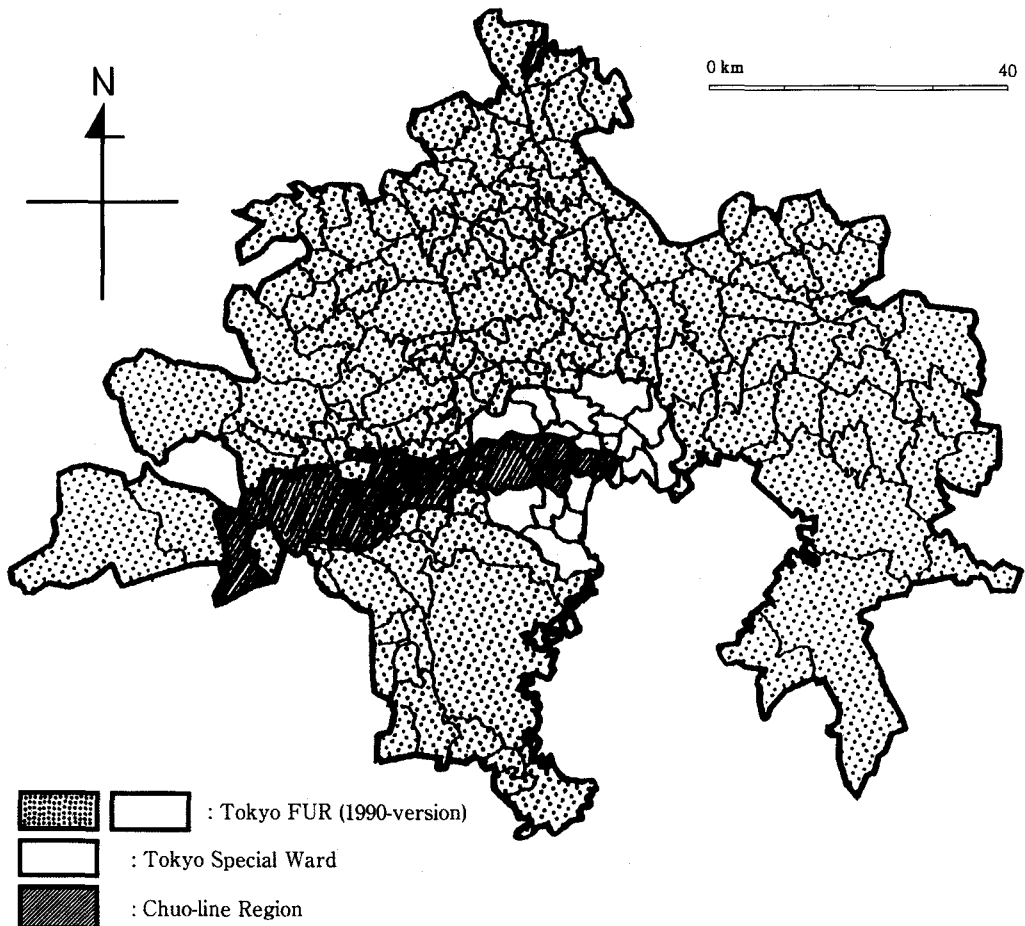 N
0 km 40
: Tokyo FUR (1990-version)
: Tokyo Special Ward
: Chuo-line Region